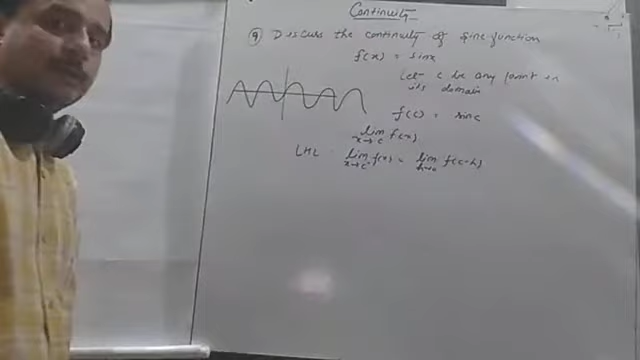 Continuity
9 Discuss the continuity of sine function
f(x) = sinx
Let c be any point in
its domain
f(c) = sinc
lim x→c f(x)
LHL lim x→c⁻ f(x) = lim h→0 f(c-h)